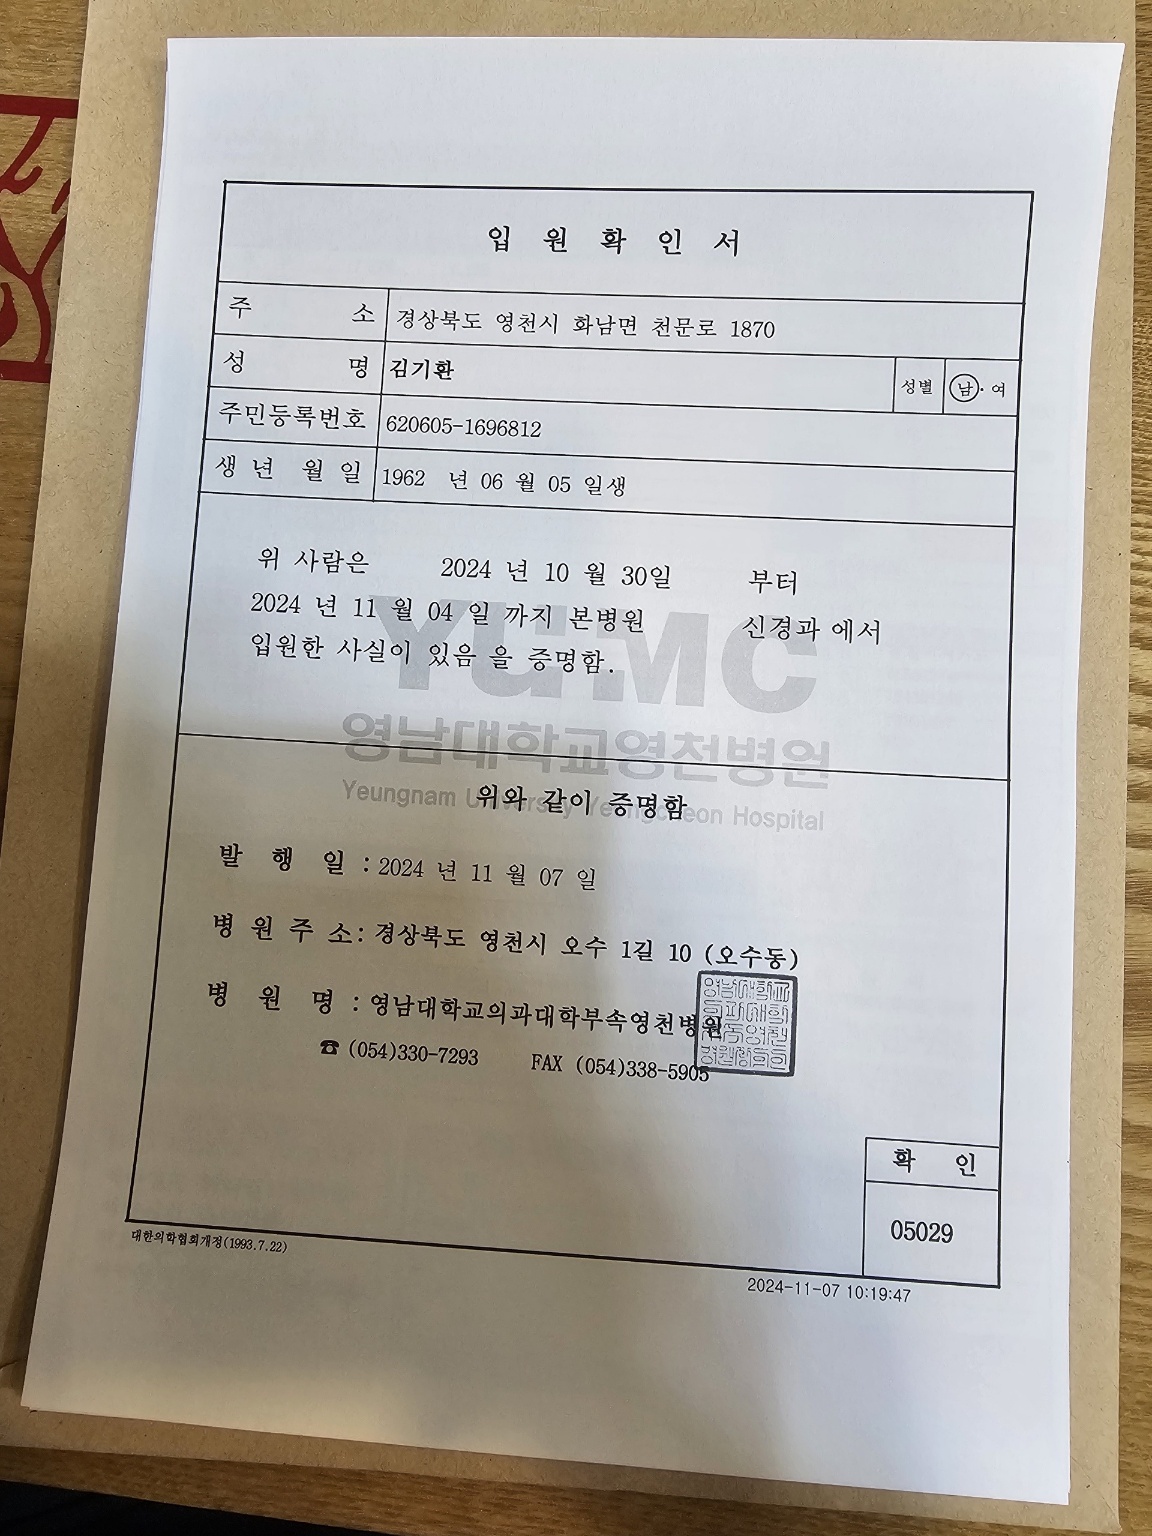 입 원 확 인 서
주 소 경상북도 영천시 화남면 천문로 1870
성 명 김기환 성별 남· 여
주민등록번호 620605-1696812
생 년 월 일 1962 년 06 월 05 일생
위 사람은 2024 년 10 월 30일 부터
2024 년 11 월 04 일 까지 본병원 신경과 에서
입원한 사실이 있음 을 증명함.
YGMC
영남대학교영천병원
Yeungnam University Yeongcheon Hospital
위와 같이 증명함
발 행 일 : 2024 년 11 월 07 일
병 원 주 소: 경상북도 영천시 오수 1길 10 (오수동)
병 원 명 : 영남대학교의과대학부속영천병원
☎ (054)330-7293 FAX (054)338-5905
확 인
05029
대한의학협회개정(1993.7.22)
2024-11-07 10:19:47